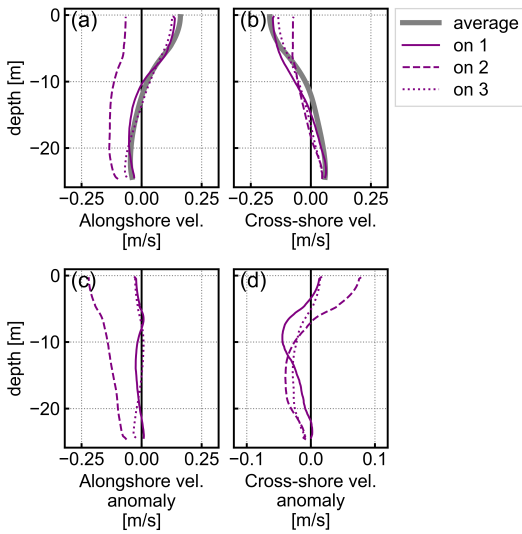 (a)
(b)
average
on 1
on 2
on 3
0
−10
−20
depth [m]
−0.25 0.00 0.25
−0.25 0.00 0.25
Alongshore vel.
[m/s]
Cross-shore vel.
[m/s]
(c)
(d)
0
−10
−20
depth [m]
−0.25 0.00 0.25
−0.1 0.0 0.1
Alongshore vel.
anomaly
[m/s]
Cross-shore vel.
anomaly
[m/s]